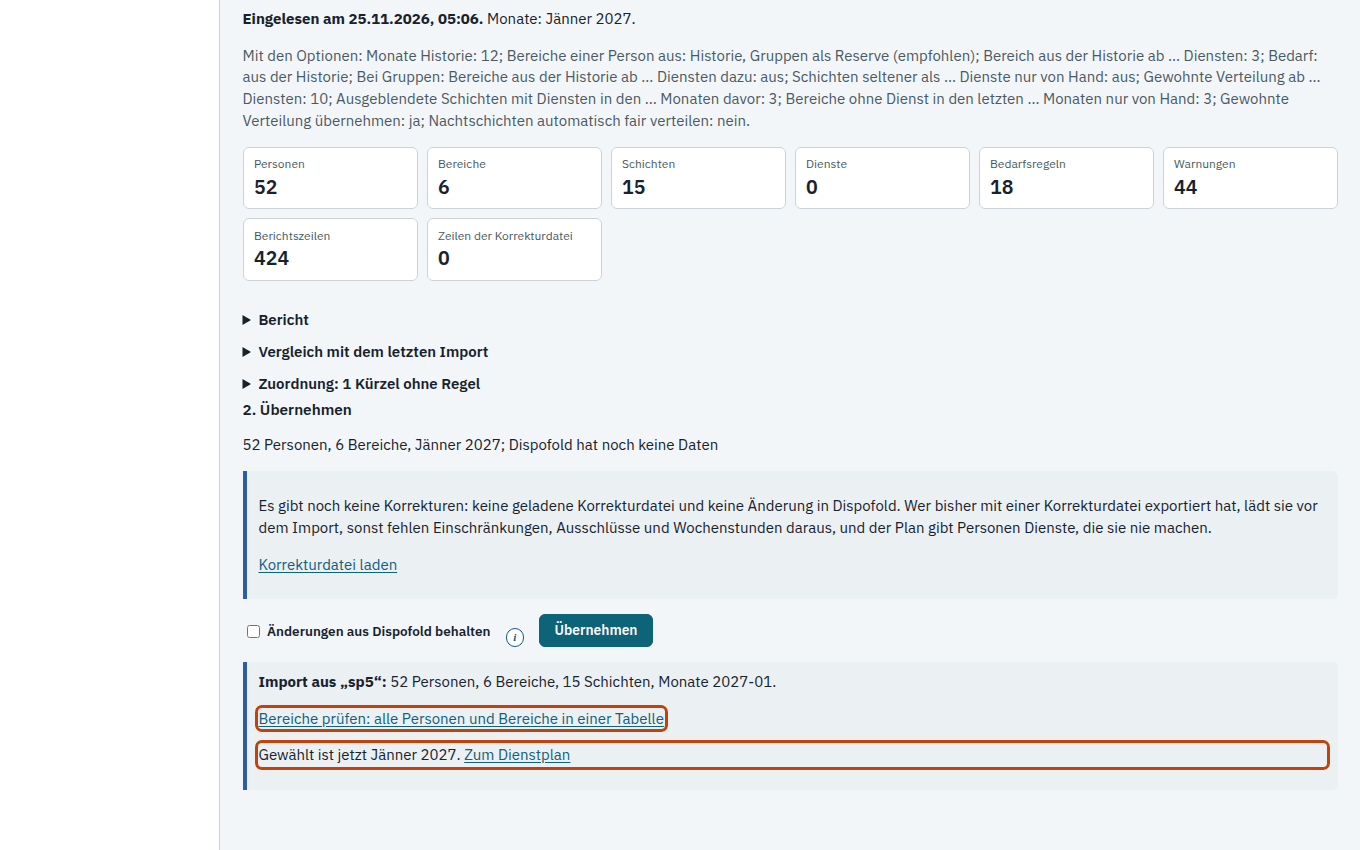 Eingelesen am 25.11.2026, 05:06. Monate: Jänner 2027.
Mit den Optionen: Monate Historie: 12; Bereiche einer Person aus: Historie, Gruppen als Reserve (empfohlen); Bereich aus der Historie ab ... Diensten: 3; Bedarf:
aus der Historie; Bei Gruppen: Bereiche aus der Historie ab ... Diensten dazu: aus; Schichten seltener als ... Dienste nur von Hand: aus; Gewohnte Verteilung ab ...
Diensten: 10; Ausgeblendete Schichten mit Diensten in den ... Monaten davor: 3; Bereiche ohne Dienst in den letzten ... Monaten nur von Hand: 3; Gewohnte
Verteilung übernehmen: ja; Nachtschichten automatisch fair verteilen: nein.
Personen
52
Bereiche
6
Schichten
15
Dienste
0
Bedarfsregeln
18
Warnungen
44
Berichtszeilen
424
Zeilen der Korrekturdatei
0
Bericht
Vergleich mit dem letzten Import
Zuordnung: 1 Kürzel ohne Regel
2. Übernehmen
52 Personen, 6 Bereiche, Jänner 2027; Dispofold hat noch keine Daten
Es gibt noch keine Korrekturen: keine geladene Korrekturdatei und keine Änderung in Dispofold. Wer bisher mit einer Korrekturdatei exportiert hat, lädt sie vor
dem Import, sonst fehlen Einschränkungen, Ausschlüsse und Wochenstunden daraus, und der Plan gibt Personen Dienste, die sie nie machen.
Korrekturdatei laden
Änderungen aus Dispofold behalten i Übernehmen
Import aus „sp5“: 52 Personen, 6 Bereiche, 15 Schichten, Monate 2027-01.
Bereiche prüfen: alle Personen und Bereiche in einer Tabelle
Gewählt ist jetzt Jänner 2027. Zum Dienstplan